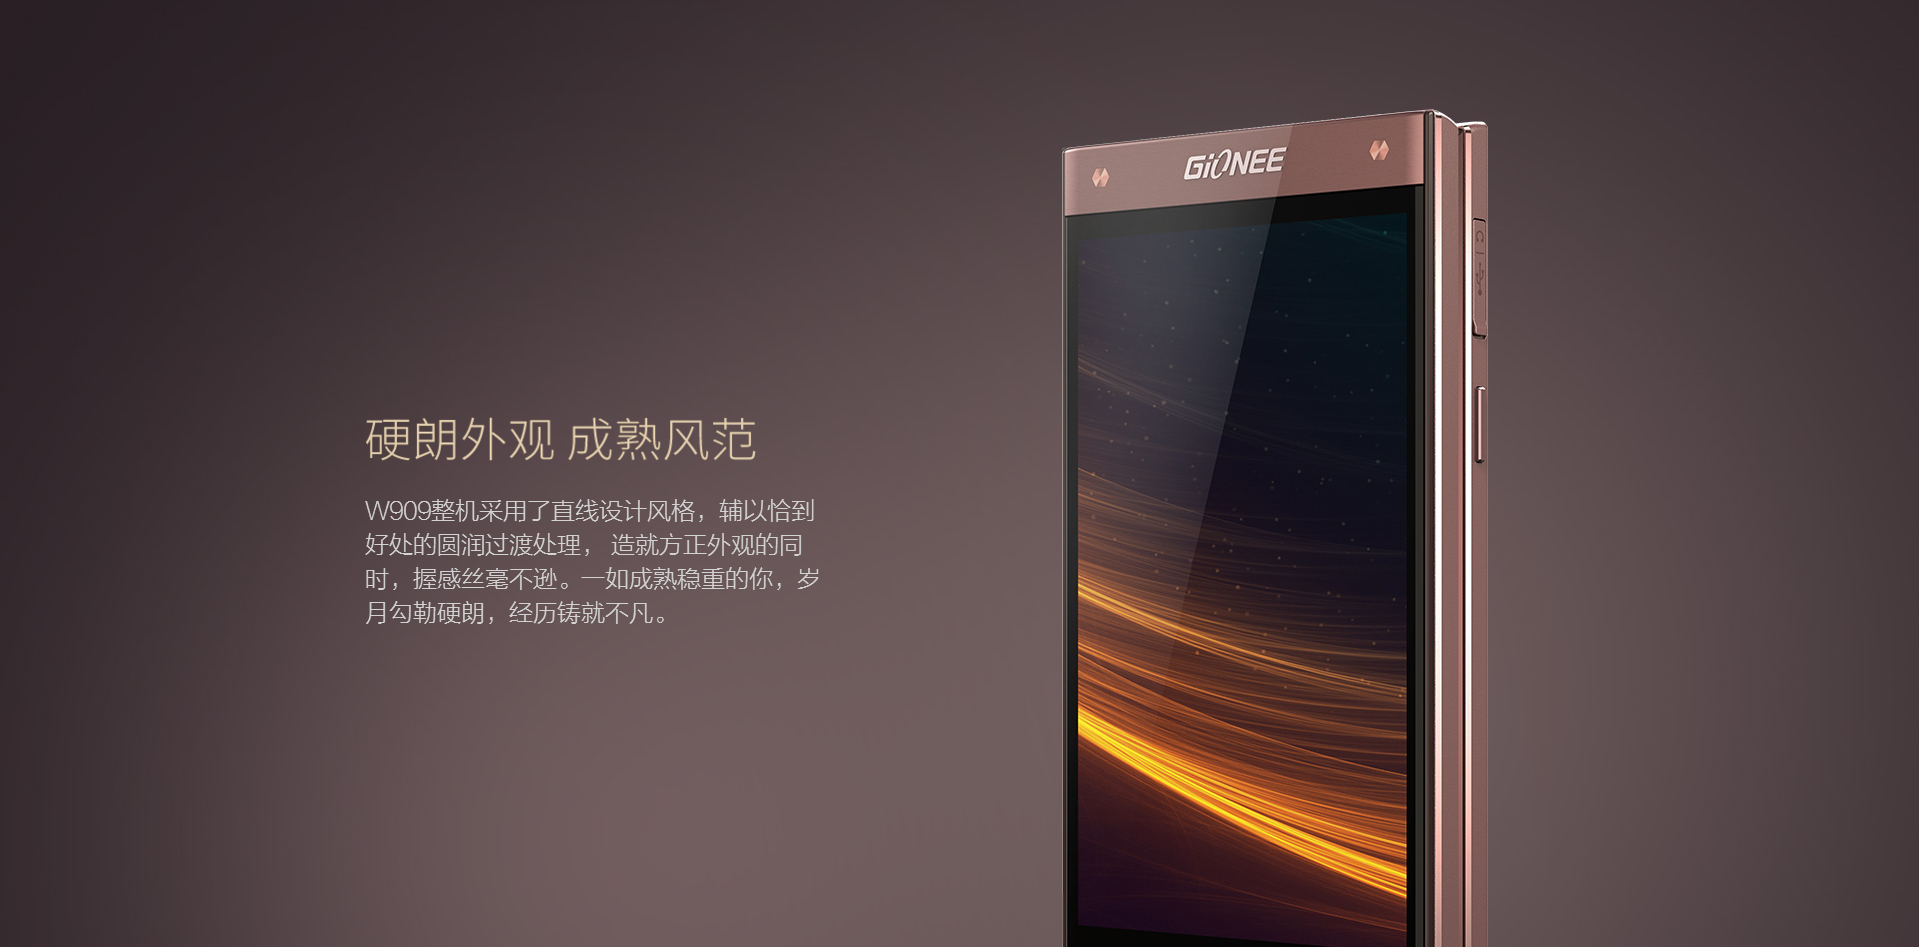 GIONEE
硬朗外观 成熟风范
W909整机采用了直线设计风格，辅以恰到
好处的圆润过渡处理， 造就方正外观的同
时，握感丝毫不逊。一如成熟稳重的你，岁
月勾勒硬朗，经历铸就不凡。